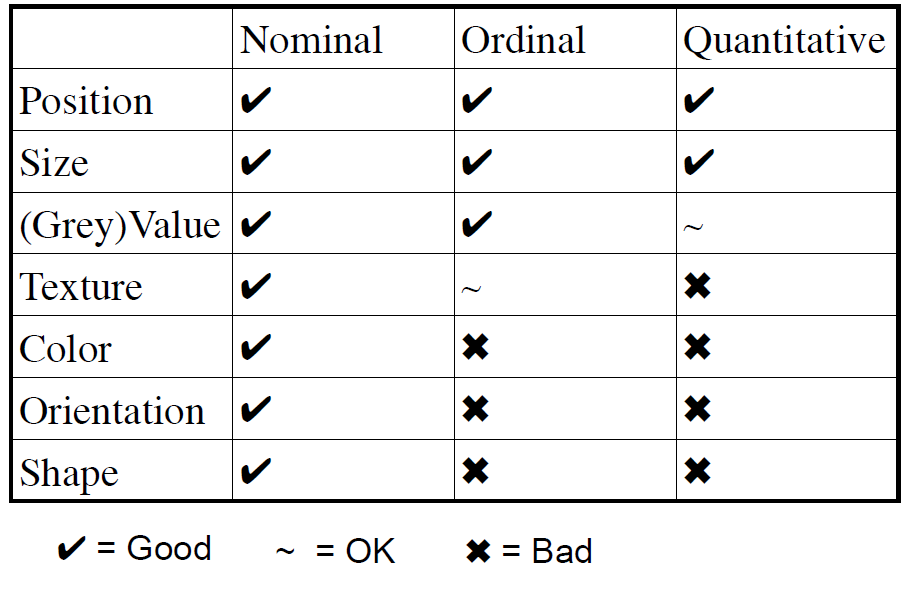 Nominal Ordinal Quantitative
Position ✔ ✔ ✔
Size ✔ ✔ ✔
(Grey)Value ✔ ✔ ~
Texture ✔ ~ ✖
Color ✔ ✖ ✖
Orientation ✔ ✖ ✖
Shape ✔ ✖ ✖
✔ = Good ~ = OK ✖ = Bad